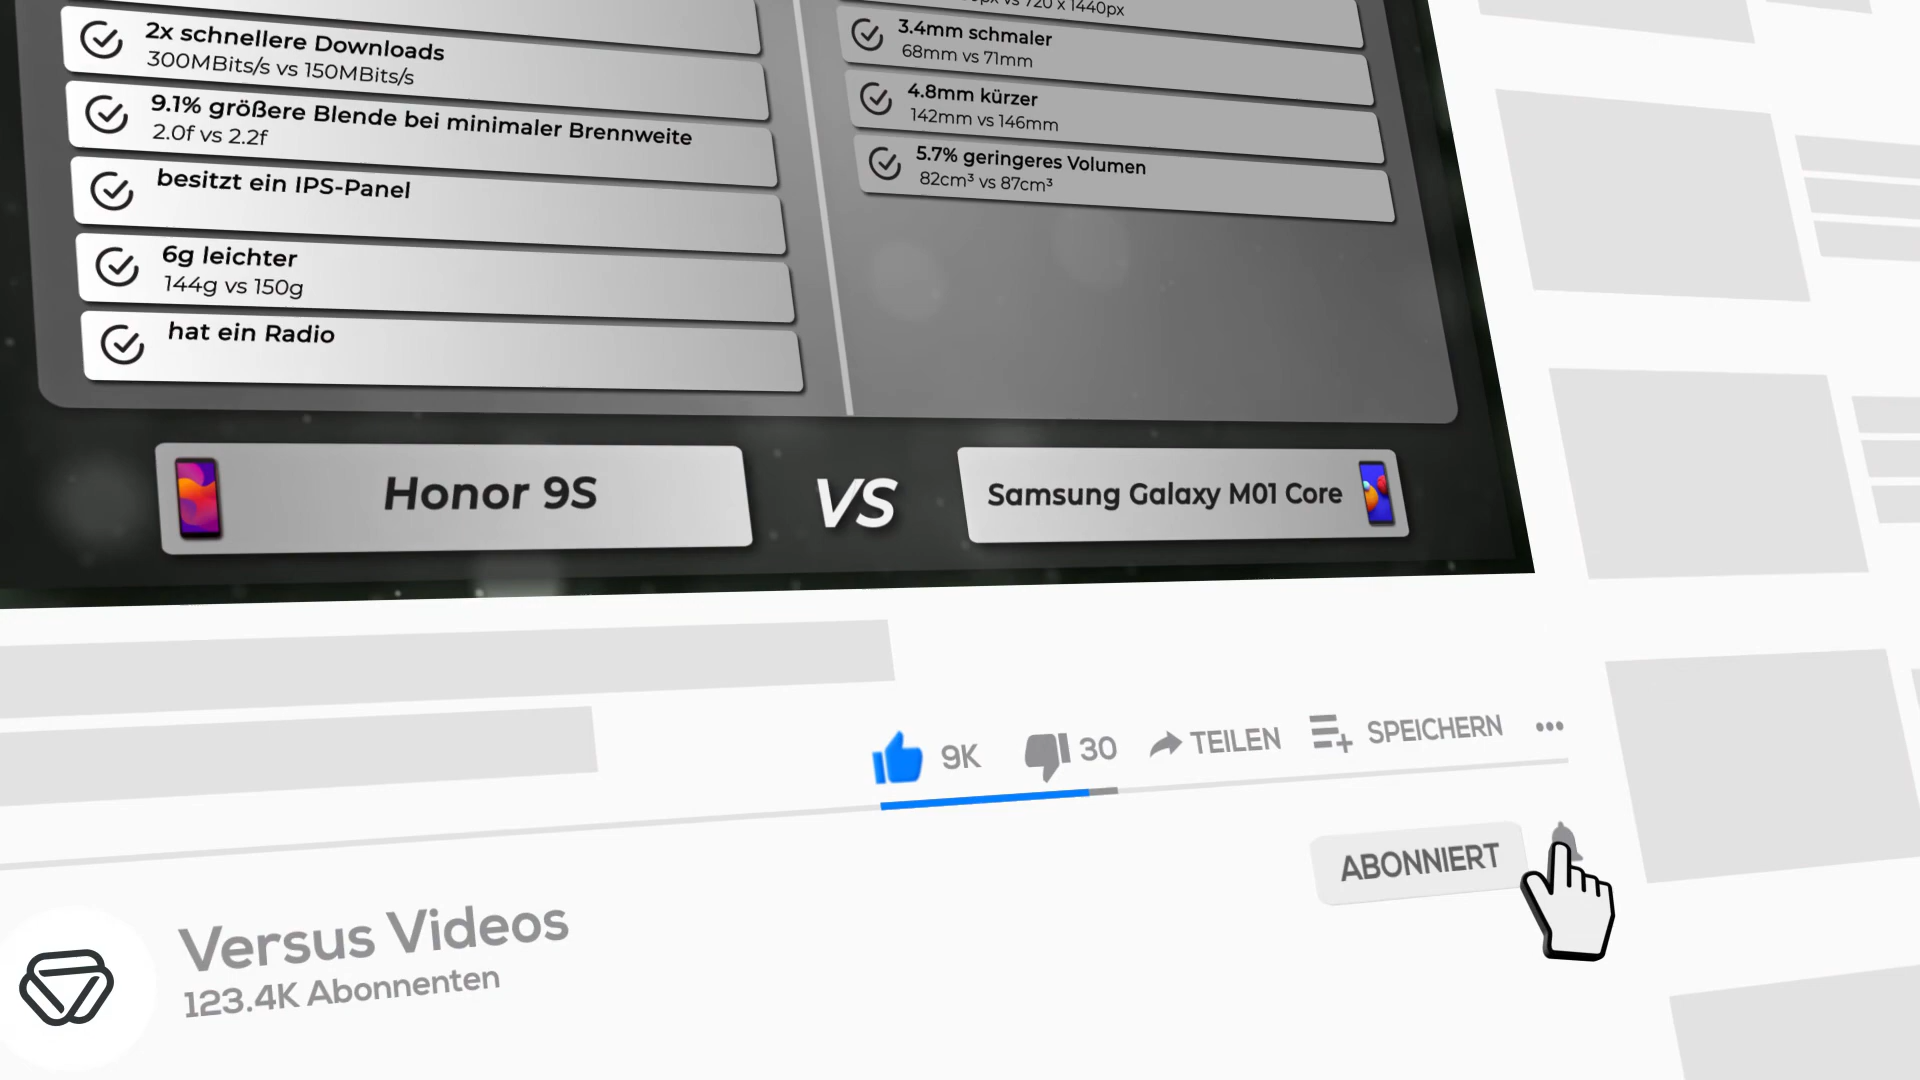 2x schnellere Downloads
300MBits/s vs 150MBits/s
9.1% größere Blende bei minimaler Brennweite
2.0f vs 2.2f
besitzt ein IPS-Panel
6g leichter
144g vs 150g
hat ein Radio
vs 720 x 1440px
3.4mm schmaler
68mm vs 71mm
4.8mm kürzer
142mm vs 146mm
5.7% geringeres Volumen
82cm³ vs 87cm³
Honor 9S
VS
Samsung Galaxy M01 Core
9K
30
TEILEN
SPEICHERN
ABONNIERT
Versus Videos
123.4K Abonnenten